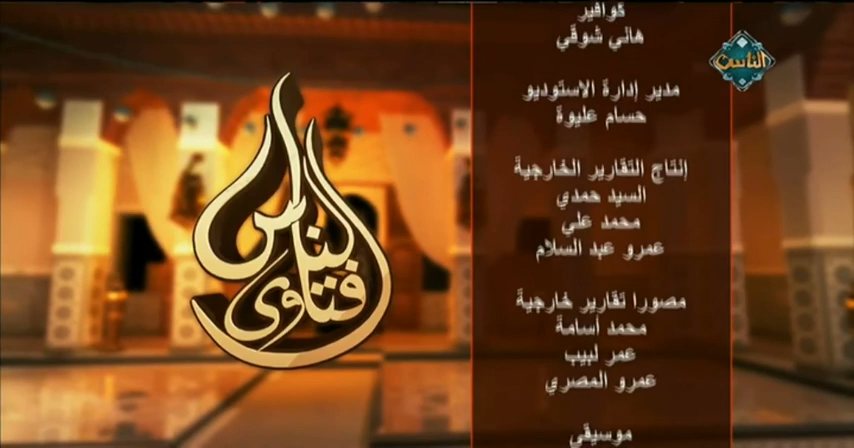 كوافير
هاني شوقي
الناس
مدير إدارة الاستوديو
حسام عليوة
إنتاج التقارير الخارجية
السيد حمدي
محمد علي
عمرو عبد السلام
فتاوى الناس
مصورا تقارير خارجية
محمد أسامة
عمر لبيب
عمرو المصري
موسيقي